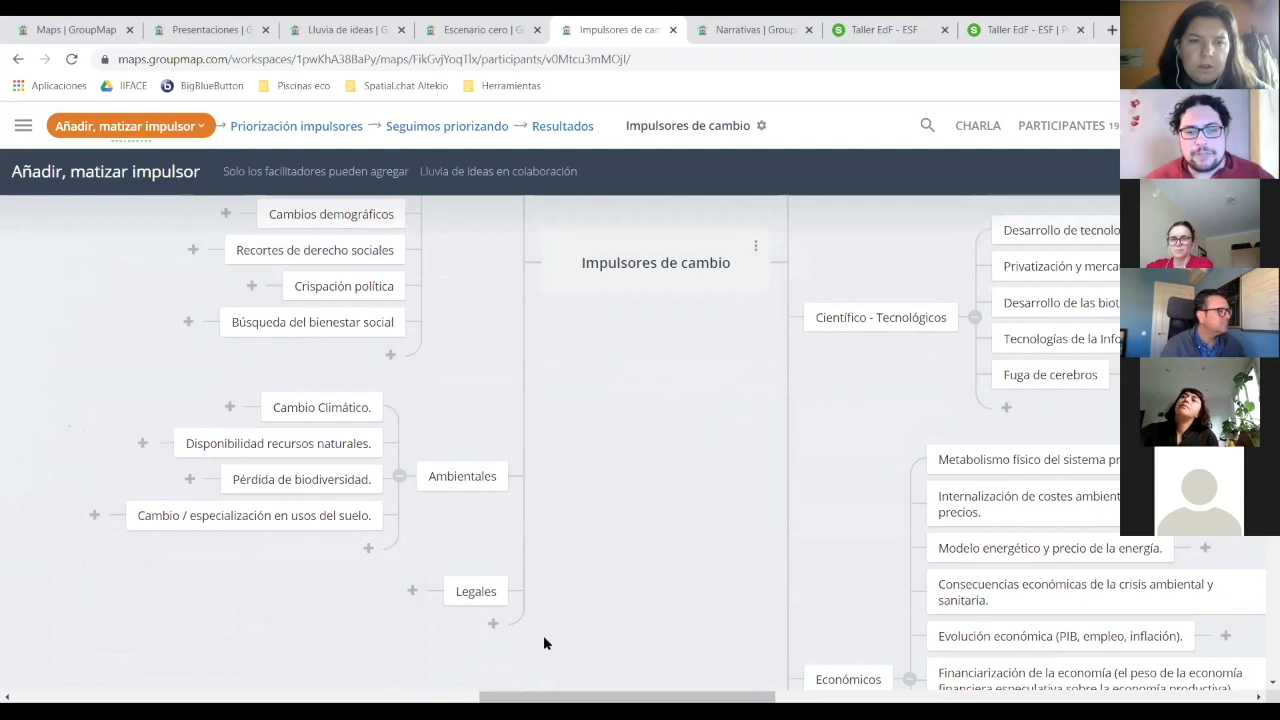 Maps | GroupMap
Presentaciones | G
Lluvia de ideas | G
Escenario cero | G
Impulsores de cam
Narrativas | Group
Taller EdF - ESF
Taller EdF - ESF | P
maps.groupmap.com/workspaces/1pwKhA38BaPy/maps/FikGvjYoqTlx/participants/v0Mtcu3mMOjI/
Aplicaciones
IIFACE
BigBlueButton
Piscinas eco
Spatial.chat Altekio
Herramientas
Añadir, matizar impulsor
Priorización impulsores
Seguimos priorizando
Resultados
Impulsores de cambio
CHARLA
PARTICIPANTES 19
Añadir, matizar impulsor
Solo los facilitadores pueden agregar
Lluvia de ideas en colaboración
Cambios demográficos
Recortes de derecho sociales
Crispación política
Búsqueda del bienestar social
Cambio Climático.
Disponibilidad recursos naturales.
Pérdida de biodiversidad.
Cambio / especialización en usos del suelo.
Ambientales
Legales
Impulsores de cambio
Científico - Tecnológicos
Desarrollo de tecnolo
Privatización y merca
Desarrollo de las biot
Tecnologías de la Info
Fuga de cerebros
Metabolismo físico del sistema pr
Internalización de costes ambient
precios.
Modelo energético y precio de la energía.
Consecuencias económicas de la crisis ambiental y
sanitaria.
Evolución económica (PIB, empleo, inflación).
Económicos
Financiarización de la economía (el peso de la economía
financiera especulativa sobre la economía productiva)